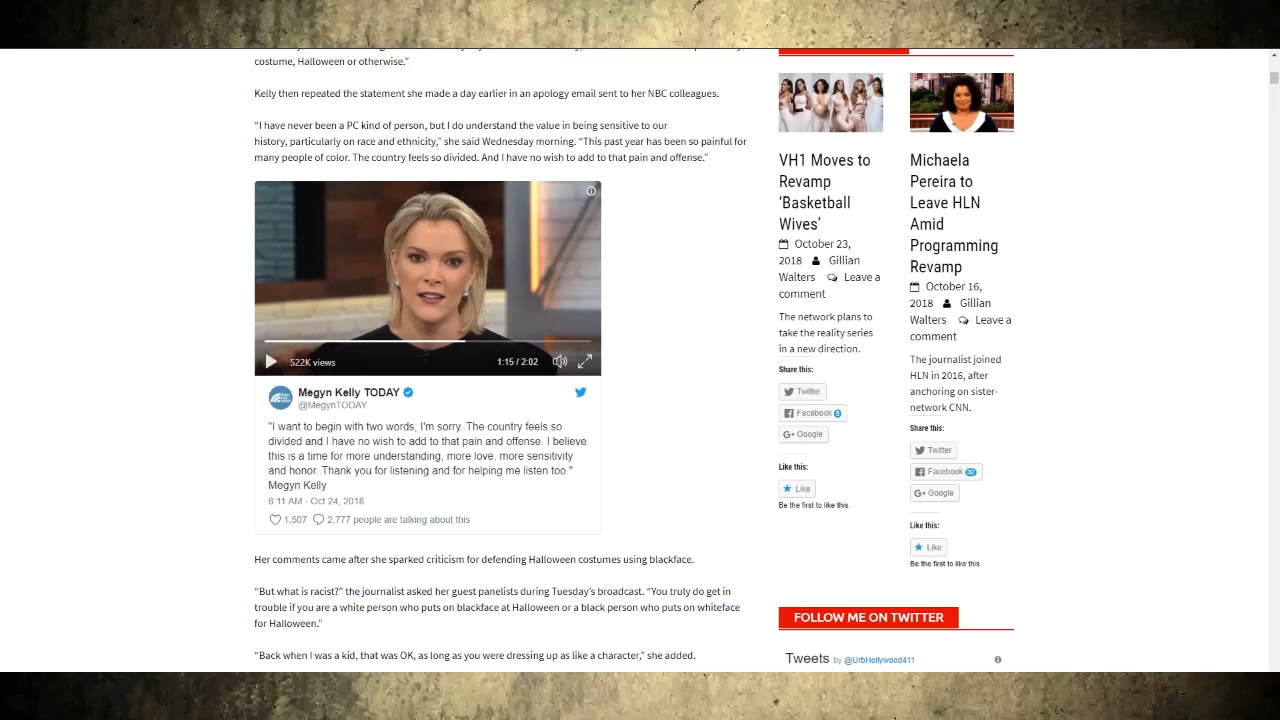 costume, Halloween or otherwise.”
Kelly then repeated the statement she made a day earlier in an apology email sent to her NBC colleagues.
“I have never been a PC kind of person, but I do understand the value in being sensitive to our
history, particularly on race and ethnicity,” she said Wednesday morning. “This past year has been so painful for
many people of color. The country feels so divided. And I have no wish to add to that pain and offense.”
522K views
1:15 / 2:02
Megyn Kelly TODAY
@MegynTODAY
"I want to begin with two words, I'm sorry. The country feels so
divided and I have no wish to add to that pain and offense. I believe
this is a time for more understanding, more love, more sensitivity
and honor. Thank you for listening and for helping me listen too."
Megyn Kelly
8:11 AM - Oct 24, 2018
1,507 2,777 people are talking about this
Her comments came after she sparked criticism for defending Halloween costumes using blackface.
“But what is racist?” the journalist asked her guest panelists during Tuesday’s broadcast. “You truly do get in
trouble if you are a white person who puts on blackface at Halloween or a black person who puts on whiteface
for Halloween.”
“Back when I was a kid, that was OK, as long as you were dressing up as like a character,” she added.
VH1 Moves to
Revamp
‘Basketball
Wives’
October 23,
2018 Gillian
Walters Leave a
comment
The network plans to
take the reality series
in a new direction.
Share this:
Twitter
Facebook
Google
Like this:
Like
Be the first to like this.
Michaela
Pereira to
Leave HLN
Amid
Programming
Revamp
October 16,
2018 Gillian
Walters Leave a
comment
The journalist joined
HLN in 2016, after
anchoring on sister-
network CNN.
Share this:
Twitter
Facebook 32
Google
Like this:
Like
Be the first to like this
FOLLOW ME ON TWITTER
Tweets by @UrbHollywood411